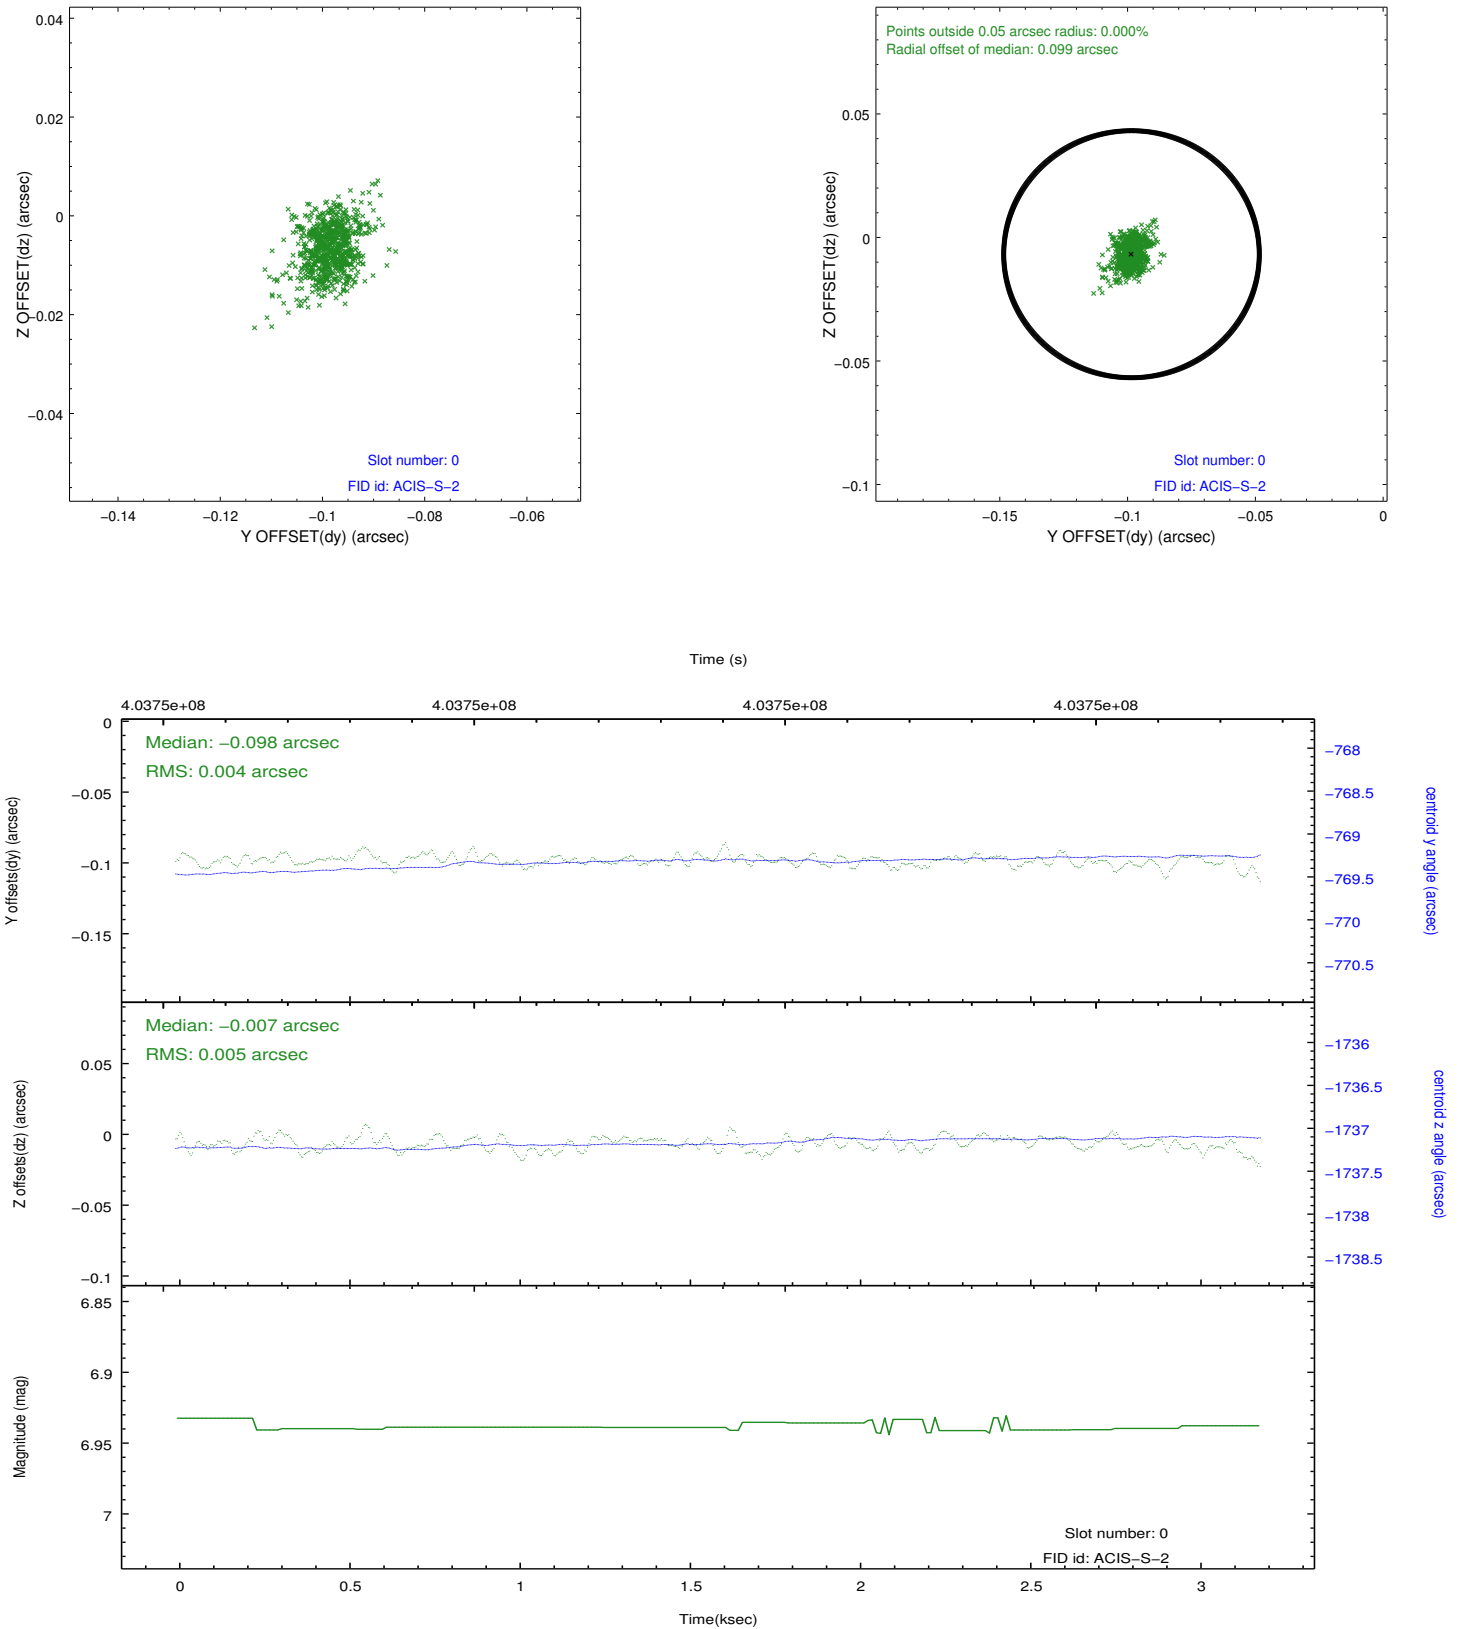 0.04
0.02
0
−0.02
−0.04
Z OFFSET(dz) (arcsec)
Slot number: 0
FID id: ACIS−S−2
−0.14
−0.12
−0.1
−0.08
−0.06
Y OFFSET(dy) (arcsec)
Points outside 0.05 arcsec radius: 0.000%
Radial offset of median: 0.099 arcsec
0.05
0
−0.05
−0.1
Z OFFSET(dz) (arcsec)
Slot number: 0
FID id: ACIS−S−2
−0.15
−0.1
−0.05
0
Y OFFSET(dy) (arcsec)
Time (s)
4.0375e+08
4.0375e+08
4.0375e+08
4.0375e+08
0
−0.05
−0.1
−0.15
Y offsets(dy) (arcsec)
Median: −0.098 arcsec
RMS: 0.004 arcsec
−768
−768.5
−769
−769.5
−770
−770.5
centroid y angle (arcsec)
0.05
0
−0.05
−0.1
Z offsets(dz) (arcsec)
Median: −0.007 arcsec
RMS: 0.005 arcsec
−1736
−1736.5
−1737
−1737.5
−1738
−1738.5
centroid z angle (arcsec)
6.85
6.9
6.95
7
Magnitude (mag)
Slot number: 0
FID id: ACIS−S−2
0
0.5
1
1.5
2
2.5
3
Time(ksec)